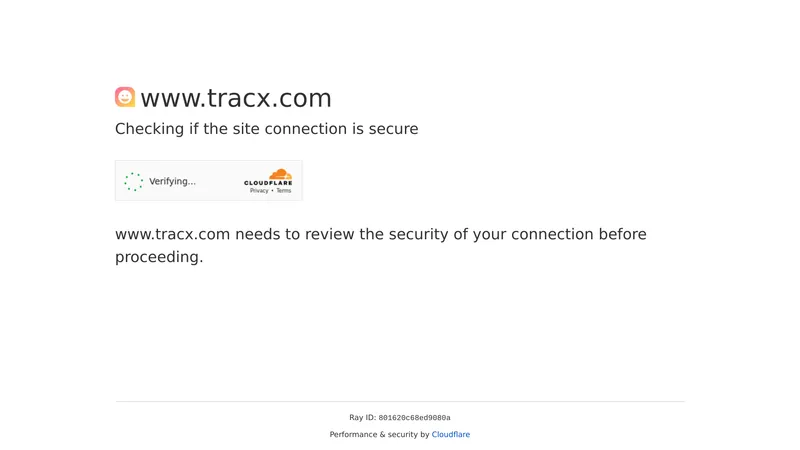 www.tracx.com
Checking if the site connection is secure
Verifying...
CLOUDFLARE
Privacy • Terms
www.tracx.com needs to review the security of your connection before
proceeding.
Ray ID: 801620c68ed9080a
Performance & security by Cloudflare